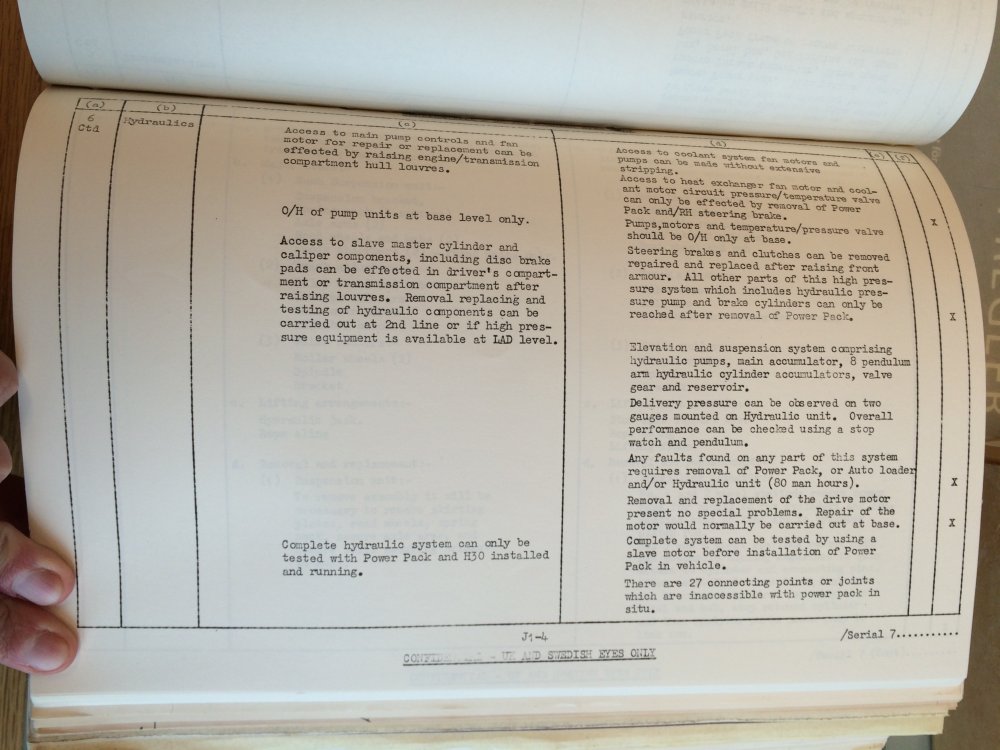 (a)
(b)
(c)
(d)
(e)
(f)
6
Ctd
Hydraulics
Access to main pump controls and fan
motor for repair or replacement can be
effected by raising engine/transmission
compartment hull louvres.
O/H of pump units at base level only.
Access to slave master cylinder and
caliper components, including disc brake
pads can be effected in driver's compart-
ment or transmission compartment after
raising louvres. Removal replacing and
testing of hydraulic components can be
carried out at 2nd line or if high pres-
sure equipment is available at LAD level.
Complete hydraulic system can only be
tested with Power Pack and H30 installed
and running.
Access to coolant system fan motors and
pumps can be made without extensive
stripping.
Access to heat exchanger fan motor and cool-
ant motor circuit pressure/temperature valve
can only be effected by removal of Power
Pack and/RH steering brake.
X
Pumps,motors and temperature/pressure valve
should be O/H only at base.
Steering brakes and clutches can be removed
repaired and replaced after raising front
armour. All other parts of this high pres-
sure system which includes hydraulic pres-
sure pump and brake cylinders can only be
reached after removal of Power Pack.
X
Elevation and suspension system comprising
hydraulic pumps, main accumulator, 8 pendulum
arm hydraulic cylinder accumulators, valve
gear and reservoir.
Delivery pressure can be observed on two
gauges mounted on Hydraulic unit. Overall
performance can be checked using a stop
watch and pendulum.
Any faults found on any part of this system
requires removal of Power Pack, or Auto loader
and/or Hydraulic unit (80 man hours).
X
Removal and replacement of the drive motor
present no special problems. Repair of the
motor would normally be carried out at base.
X
Complete system can be tested by using a
slave motor before installation of Power
Pack in vehicle.
There are 27 connecting points or joints
which are inaccessible with power pack in
situ.
J1-4
/Serial 7...........
CONFIDENTIAL - UK AND SWEDISH EYES ONLY